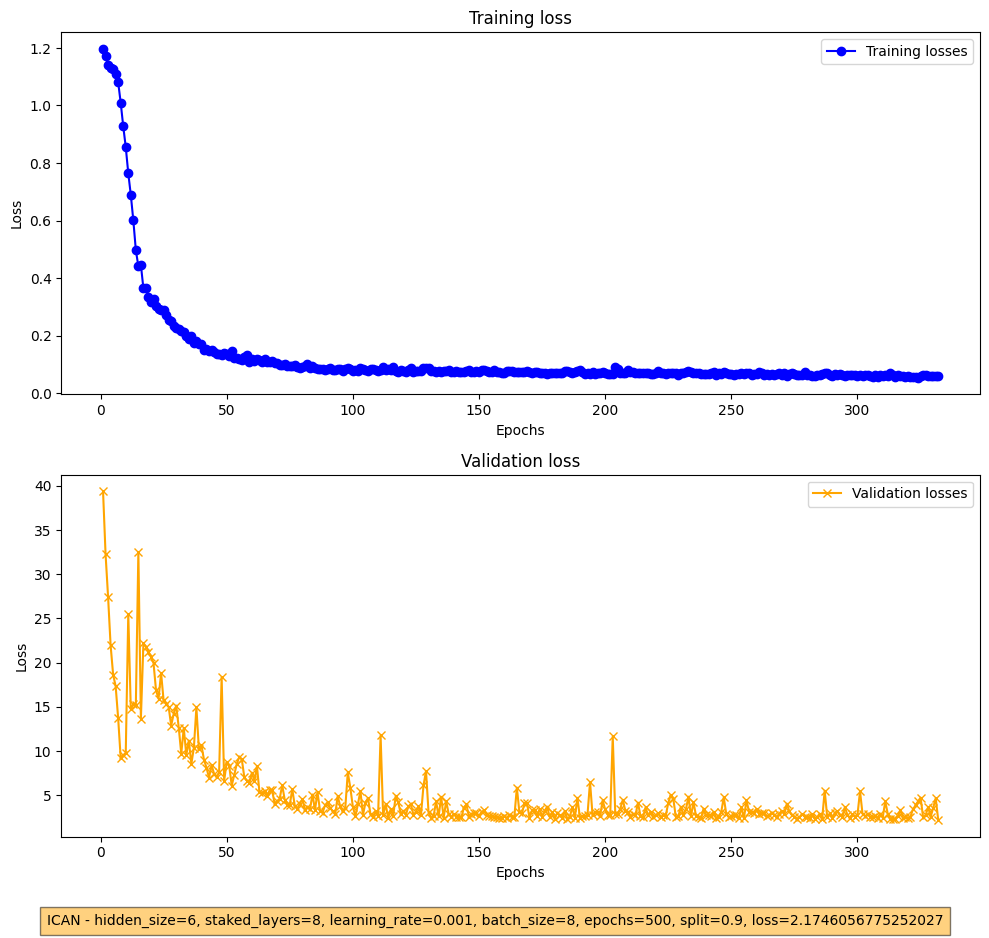 Training loss
Training losses
1.2
1.0
0.8
0.6
0.4
0.2
0.0
Loss
0 50 100 150 200 250 300
Epochs
Validation loss
Validation losses
40
35
30
25
20
15
10
5
Loss
0 50 100 150 200 250 300
Epochs
ICAN - hidden_size=6, staked_layers=8, learning_rate=0.001, batch_size=8, epochs=500, split=0.9, loss=2.1746056775252027